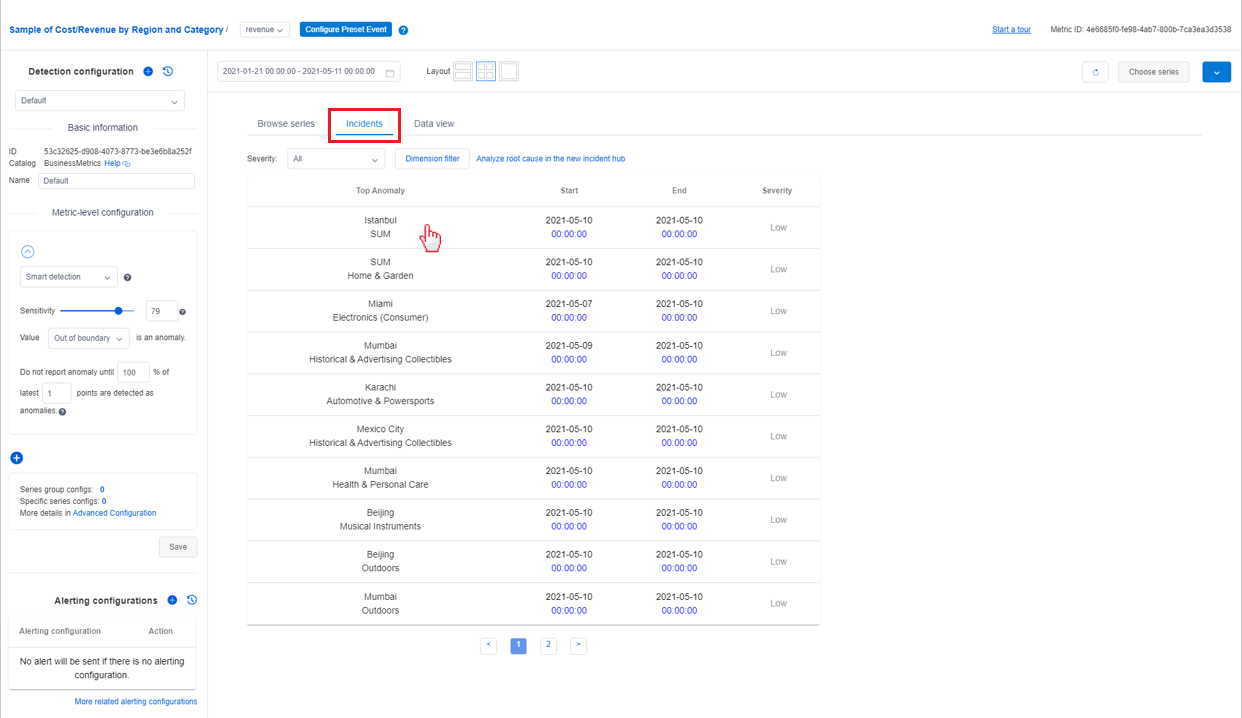 Sample of Cost/Revenue by Region and Category / revenue Configure Preset Event ? Start a tour Metric ID: 4e6685f0-fe98-4ab7-800b-7ca3ea3d3538
Detection configuration
Default
Basic information
ID 53c32625-d908-4073-8773-be3e6b8a252f
Catalog BusinessMetrics Help
Name Default
Metric-level configuration
Smart detection ?
Sensitivity 79 ?
Value Out of boundary is an anomaly.
Do not report anomaly until 100 % of
latest 1 points are detected as
anomalies. ?
Series group configs: 0
Specific series configs: 0
More details in Advanced Configuration
Save
Alerting configurations
Alerting configuration Action
No alert will be sent if there is no alerting
configuration.
More related alerting configurations
2021-01-21 00:00:00 - 2021-05-11 00:00:00 Layout Choose series
Browse series Incidents Data view
Severity: All Dimension filter Analyze root cause in the new incident hub
Top Anomaly Start End Severity
Istanbul 2021-05-10 2021-05-10
SUM 00:00:00 00:00:00 Low
SUM 2021-05-10 2021-05-10
Home & Garden 00:00:00 00:00:00 Low
Miami 2021-05-07 2021-05-10
Electronics (Consumer) 00:00:00 00:00:00 Low
Mumbai 2021-05-09 2021-05-10
Historical & Advertising Collectibles 00:00:00 00:00:00 Low
Karachi 2021-05-10 2021-05-10
Automotive & Powersports 00:00:00 00:00:00 Low
Mexico City 2021-05-10 2021-05-10
Historical & Advertising Collectibles 00:00:00 00:00:00 Low
Mumbai 2021-05-10 2021-05-10
Health & Personal Care 00:00:00 00:00:00 Low
Beijing 2021-05-10 2021-05-10
Musical Instruments 00:00:00 00:00:00 Low
Beijing 2021-05-10 2021-05-10
Outdoors 00:00:00 00:00:00 Low
Mumbai 2021-05-10 2021-05-10
Outdoors 00:00:00 00:00:00 Low
< 1 2 >